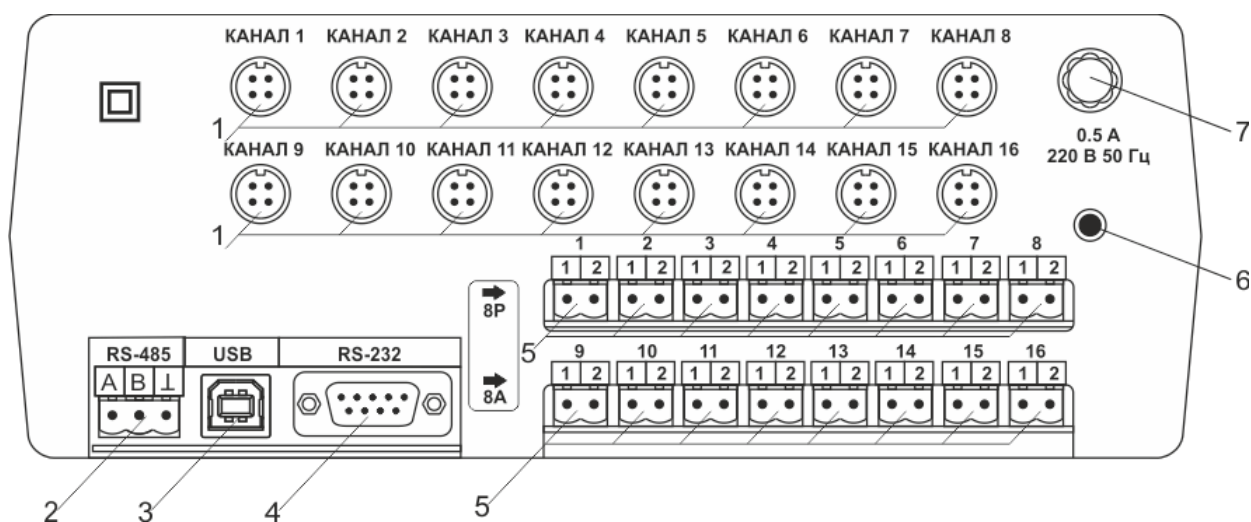 КАНАЛ 1 КАНАЛ 2 КАНАЛ 3 КАНАЛ 4 КАНАЛ 5 КАНАЛ 6 КАНАЛ 7 КАНАЛ 8
1
7
0.5 А
220 В 50 Гц
КАНАЛ 9 КАНАЛ 10 КАНАЛ 11 КАНАЛ 12 КАНАЛ 13 КАНАЛ 14 КАНАЛ 15 КАНАЛ 16
1
6
1 2 3 4 5 6 7 8
1 2 1 2 1 2 1 2 1 2 1 2 1 2 1 2
8Р
5
9 10 11 12 13 14 15 16
1 2 1 2 1 2 1 2 1 2 1 2 1 2 1 2
8А
5
RS-485 USB RS-232
A B ⊥
2 3 4